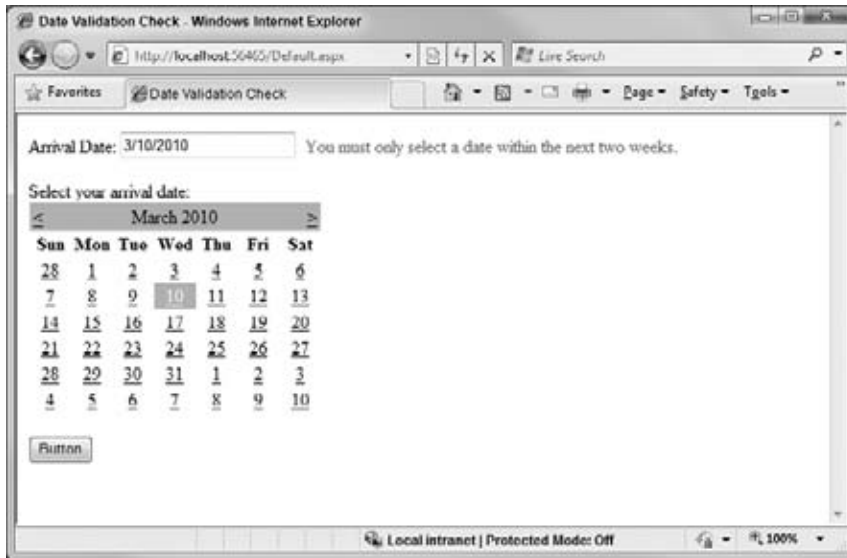 Date Validation Check - Windows Internet Explorer
http://localhost:56465/Default.aspx
Live Search
Favorites
Date Validation Check
Page
Safety
Tools
Arrival Date: 3/10/2010 You must only select a date within the next two weeks.
Select your arrival date:
< March 2010 >
Sun Mon Tue Wed Thu Fri Sat
28 1 2 3 4 5 6
7 8 9 10 11 12 13
14 15 16 17 18 19 20
21 22 23 24 25 26 27
28 29 30 31 1 2 3
4 5 6 7 8 9 10
Button
Local intranet | Protected Mode: Off
100%